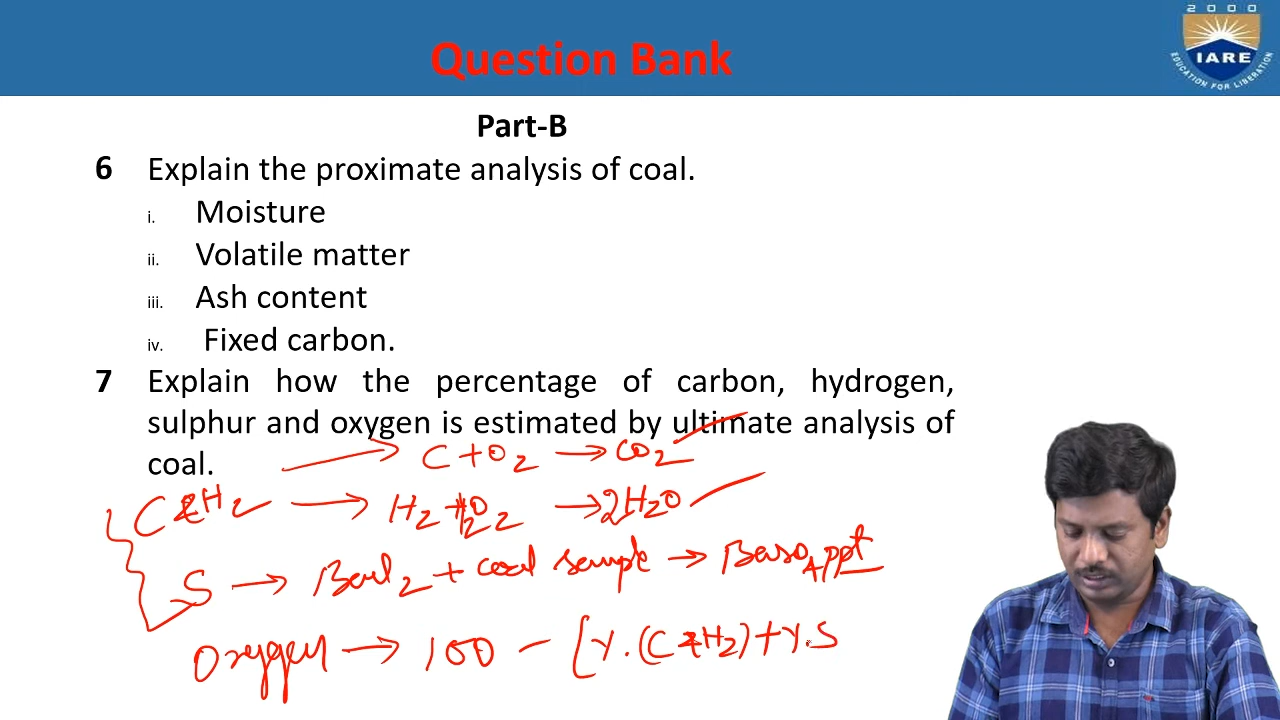 Question Bank
2000
IARE
EDUCATION FOR LIBERATION
Part-B
6 Explain the proximate analysis of coal.
i. Moisture
ii. Volatile matter
iii. Ash content
iv. Fixed carbon.
7 Explain how the percentage of carbon, hydrogen,
sulphur and oxygen is estimated by ultimate analysis of
coal.
C + O2 → CO2
C & H2 → H2 + ½O2 → 2H2O
S → BaCl2 + coal sample → BaSO4 ppt
Oxygen → 100 - [%.(C & H2) + %.S